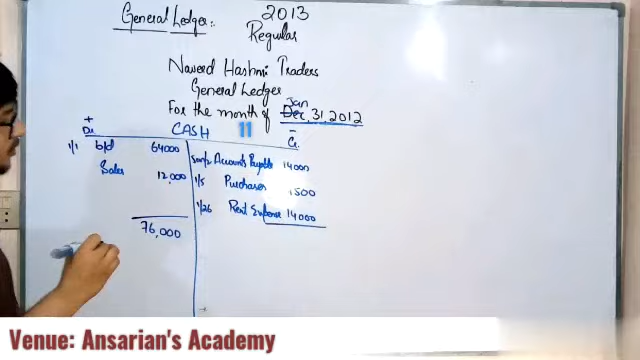 General Ledger:-
2013
Regular
Naveed Hashmi Traders
General Ledger
Jan
For the month of Dec, 31, 2012
+ CASH 11 -
Dr. Cr.
1/1 b/d 64000 Accounts Payable 14000
Sales 12,000 1/5 Purchases 1500
1/26 Rent Expense 14000
76,000
Venue: Ansarian's Academy